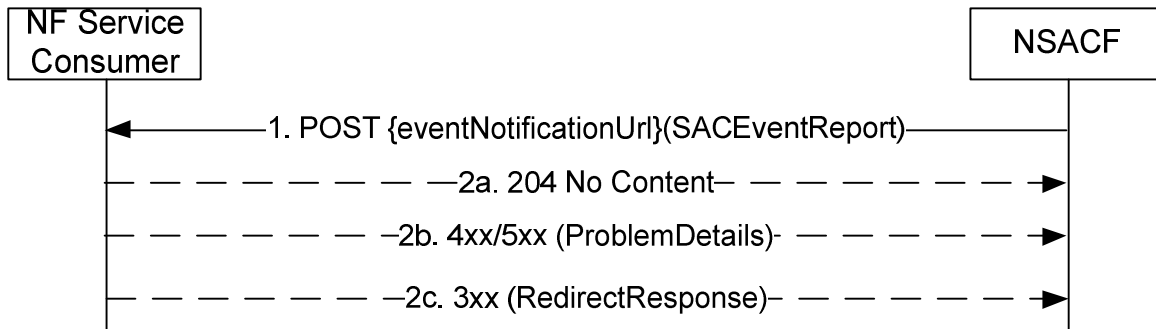 NF Service
Consumer
NSACF
1. POST {eventNotificationUrl}(SACEventReport)
2a. 204 No Content
2b. 4xx/5xx (ProblemDetails)
2c. 3xx (RedirectResponse)